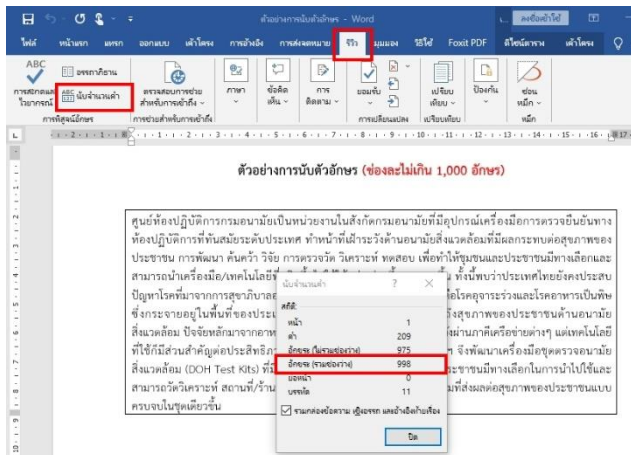 ตัวอย่างการนับตัวอักษร - Word
ลงชื่อเข้าใช้
ไฟล์ หน้าแรก แทรก ออกแบบ เค้าโครง การอ้างอิง การส่งจดหมาย รีวิว มุมมอง วิธีใช้ Foxit PDF ดีไซน์ตาราง เค้าโครง
ABC
อรรถาภิธาน
นับจำนวนคำ
การสะกดและไวยากรณ์
ตรวจสอบการช่วยสำหรับการเข้าถึง
ภาษา
ข้อคิดเห็น
การติดตาม
ยอมรับ
เปรียบเทียบ
ป้องกัน
ซ่อนหมึก
การพิสูจน์อักษร การช่วยสำหรับการเข้าถึง การเปลี่ยนแปลง เปรียบเทียบ หมึก
ตัวอย่างการนับตัวอักษร (ช่องละไม่เกิน 1,000 อักษร)
ศูนย์ห้องปฏิบัติการกรมอนามัยเป็นหน่วยงานในสังกัดกรมอนามัยที่มีอุปกรณ์เครื่องมือการตรวจยืนยันทาง
ห้องปฏิบัติการที่ทันสมัยระดับประเทศ ทำหน้าที่เฝ้าระวังด้านอนามัยสิ่งแวดล้อมที่มีผลกระทบต่อสุขภาพของ
ประชาชน การพัฒนา ค้นคว้า วิจัย การตรวจวัด วิเคราะห์ ทดสอบ เพื่อทำให้ชุมชนและประชาชนมีทางเลือกและ
สามารถนำเครื่องมือ/เทคโนโลยี ทั้งนี้พบว่าประเทศไทยยังคงประสบ
ปัญหาโรคที่มาจากการสุขาภิบาล โรคอุจจาระร่วงและโรคอาหารเป็นพิษ
ซึ่งกระจายอยู่ในพื้นที่ของประเทศ สุขภาพของประชาชนด้านอนามัย
สิ่งแวดล้อม ปัจจัยหลักมาจากอาหาร ผ่านภาคีเครือข่ายต่างๆ แต่เทคโนโลยี
ที่ใช้ก็มีส่วนสำคัญต่อประสิทธิภาพ จึงพัฒนาเครื่องมือชุดตรวจอนามัย
สิ่งแวดล้อม (DOH Test Kits) ที่มี ประชาชนมีทางเลือกในการนำไปใช้และ
สามารถวัดวิเคราะห์ สถานที่/ร้าน ที่ส่งผลต่อสุขภาพของประชาชนแบบ
ครบจบในชุดเดียวขึ้น
นับจำนวนคำ ? ×
สถิติ:
หน้า 1
คำ 209
อักขระ (ไม่รวมช่องว่าง) 975
อักขระ (รวมช่องว่าง) 998
ย่อหน้า 0
บรรทัด 11
รวมกล่องข้อความ เชิงอรรถ และอ้างอิงท้ายเรื่อง
ปิด